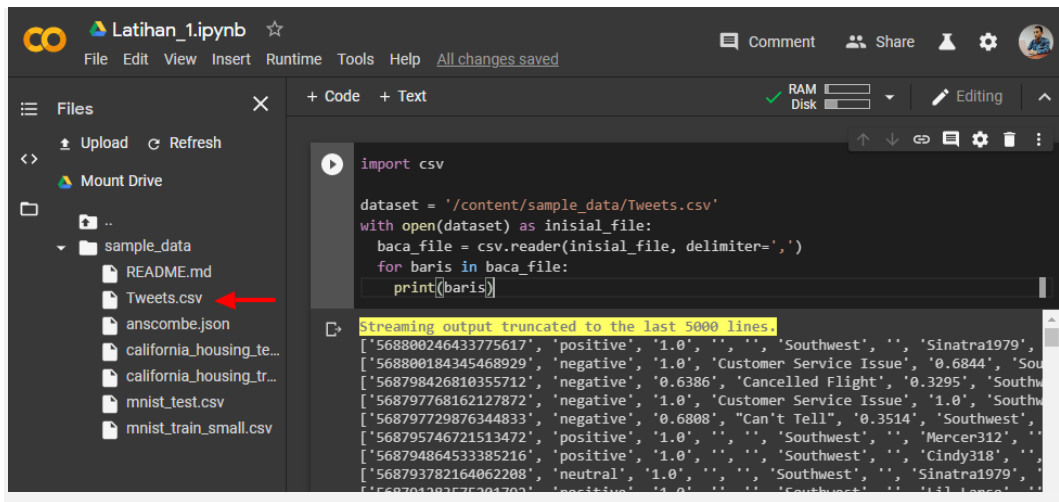 Latihan_1.ipynb
Comment Share
File Edit View Insert Runtime Tools Help All changes saved
Files
+ Code + Text
RAM
Disk
Editing
Upload Refresh
Mount Drive
..
sample_data
README.md
Tweets.csv
anscombe.json
california_housing_te...
california_housing_tr...
mnist_test.csv
mnist_train_small.csv
import csv
dataset = '/content/sample_data/Tweets.csv'
with open(dataset) as inisial_file:
baca_file = csv.reader(inisial_file, delimiter=',')
for baris in baca_file:
print(baris)
Streaming output truncated to the last 5000 lines.
['568800246433775617', 'positive', '1.0', '', '', 'Southwest', '', 'Sinatra1979',
['568800184345468929', 'negative', '1.0', 'Customer Service Issue', '0.6844', 'Sou
['568798426810355712', 'negative', '0.6386', 'Cancelled Flight', '0.3295', 'Southw
['568797768162127872', 'negative', '1.0', 'Customer Service Issue', '1.0', 'Southw
['568797729876344833', 'negative', '0.6808', "Can't Tell", '0.3514', 'Southwest',
['568795746721513472', 'positive', '1.0', '', '', 'Southwest', '', 'Mercer312', '
['568794864533385216', 'positive', '1.0', '', '', 'Southwest', '', 'Cindy318', '',
['568793782164062208', 'neutral', '1.0', '', '', 'Southwest', '', 'Sinatra1979', '
'positive', '1.0', '', '', 'Southwest', '',